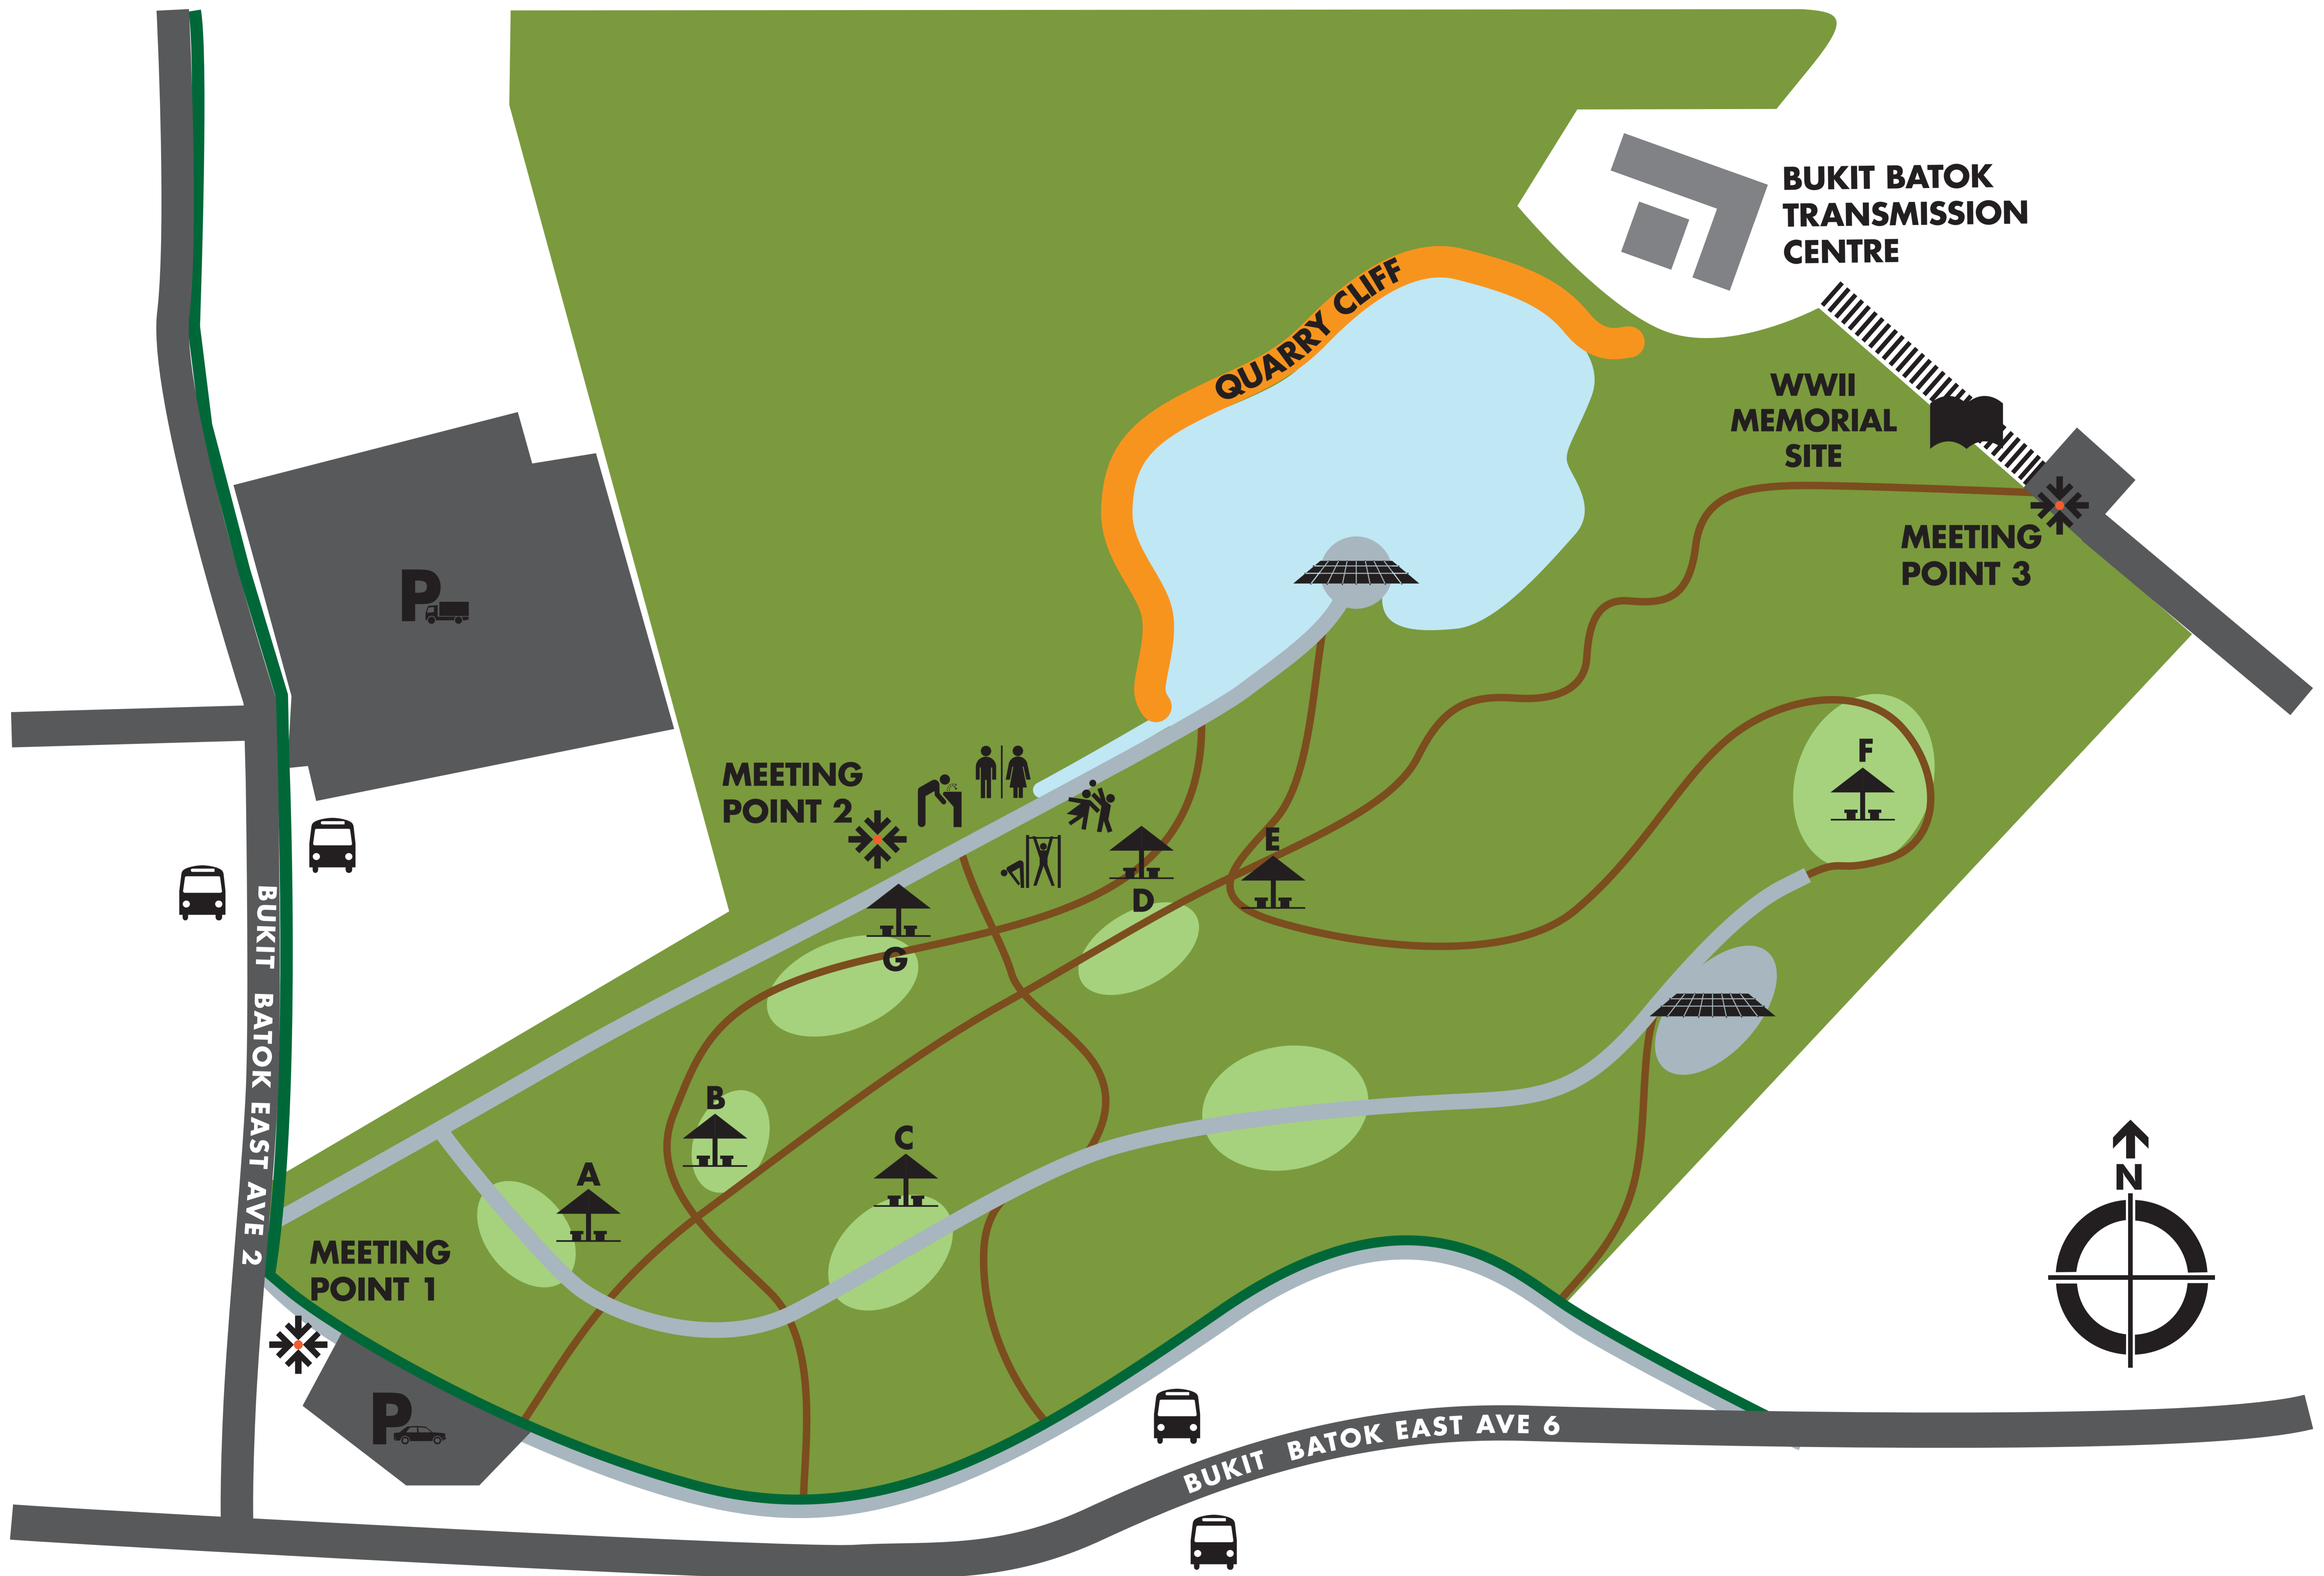 BUKIT BATOK
TRANSMISSION
CENTRE
QUARRY CLIFF
WWII
MEMORIAL
SITE
MEETING
POINT 3
P
MEETING
POINT 2
F
E
D
G
B
C
A
BUKIT BATOK EAST AVE 2
MEETING
POINT 1
N
P
BUKIT BATOK EAST AVE 6